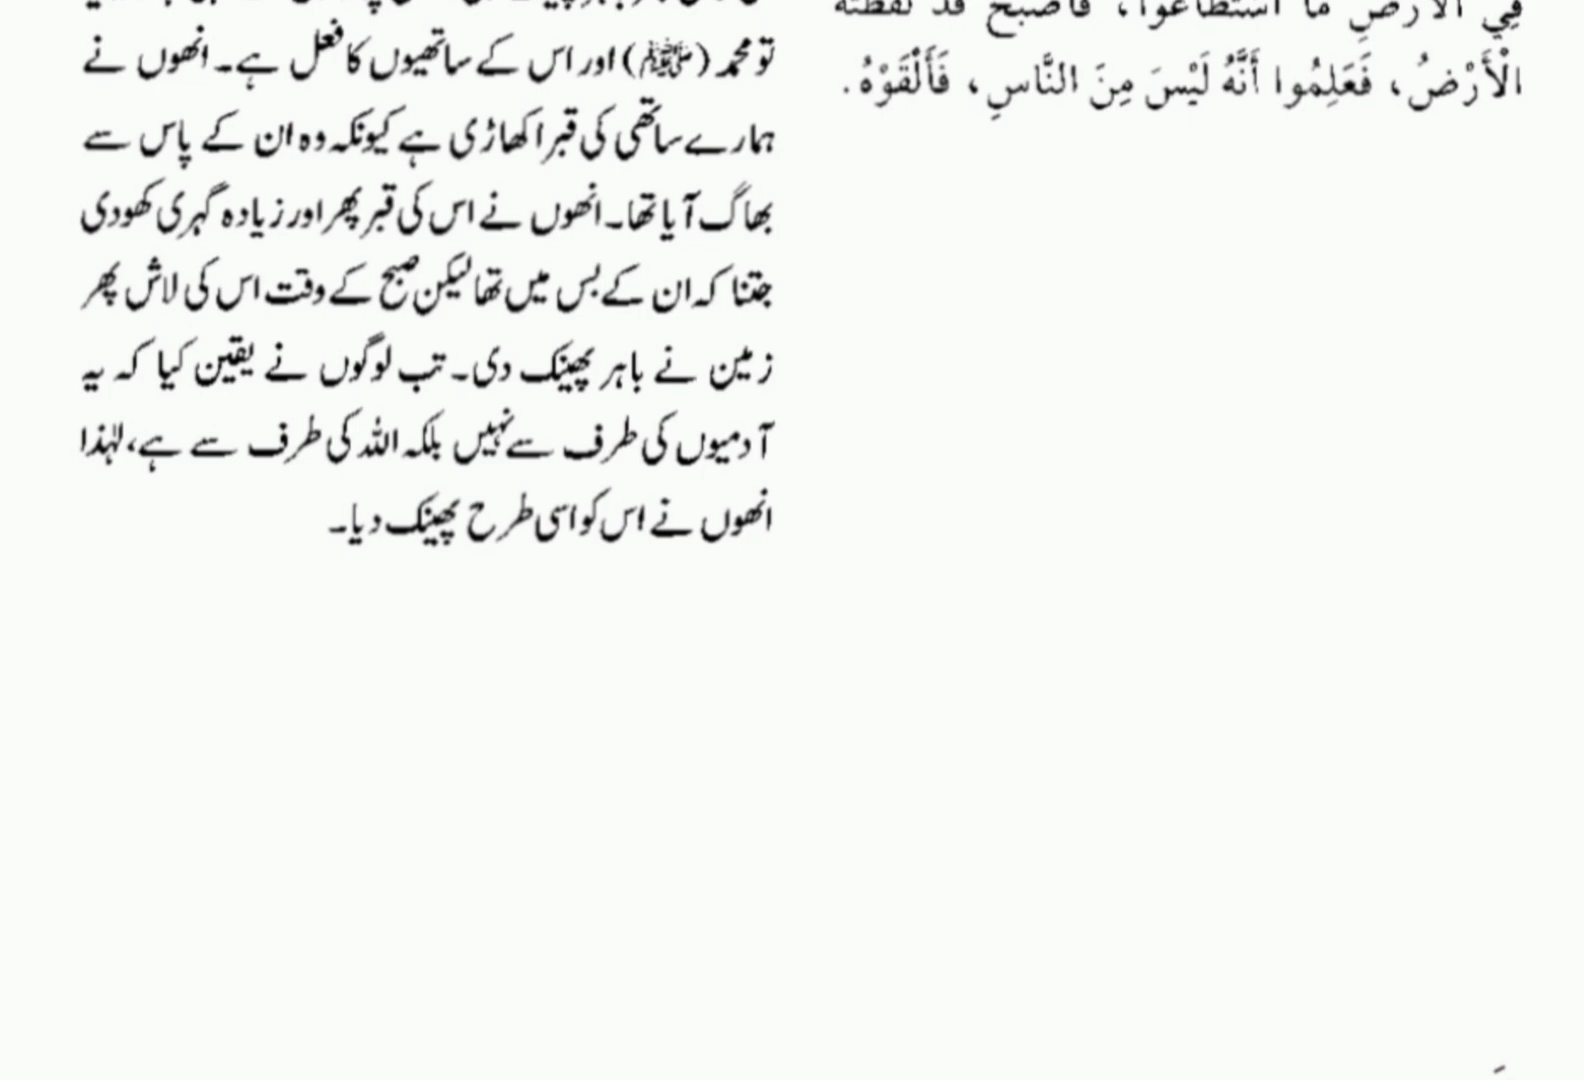 فِي الْأَرْضِ مَا اسْتَطَاعُوا، فَأَصْبَحَ قَدْ لَفَظَتْهُ
الْأَرْضُ، فَعَلِمُوا أَنَّهُ لَيْسَ مِنَ النَّاسِ، فَأَلْقَوْهُ.
تو محمد (ﷺ) اور اس کے ساتھیوں کا فعل ہے۔ انھوں نے
ہمارے ساتھی کی قبر اکھاڑی ہے کیونکہ وہ ان کے پاس سے
بھاگ آیا تھا۔ انھوں نے اس کی قبر پھر اور زیادہ گہری کھودی
جتنا کہ ان کے بس میں تھا لیکن صبح کے وقت اس کی لاش پھر
زمین نے باہر پھینک دی۔ تب لوگوں نے یقین کیا کہ یہ
آدمیوں کی طرف سے نہیں بلکہ اللہ کی طرف سے ہے، لہٰذا
انھوں نے اس کو اسی طرح پھینک دیا۔